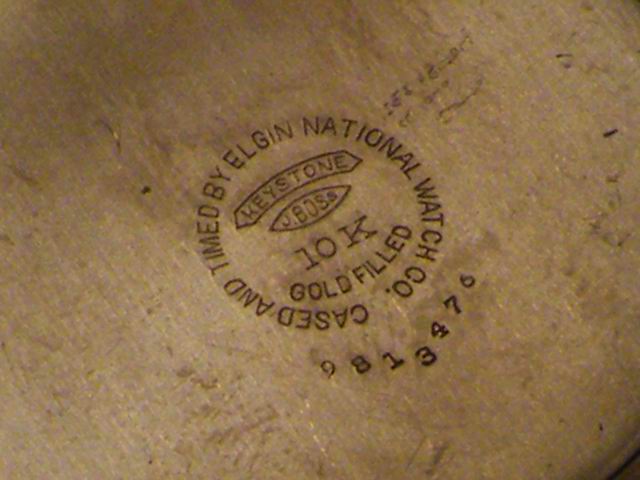 CASED AND TIMED BY ELGIN NATIONAL WATCH CO.
KEYSTONE
J.BOSS
10K
GOLD FILLED
9813476